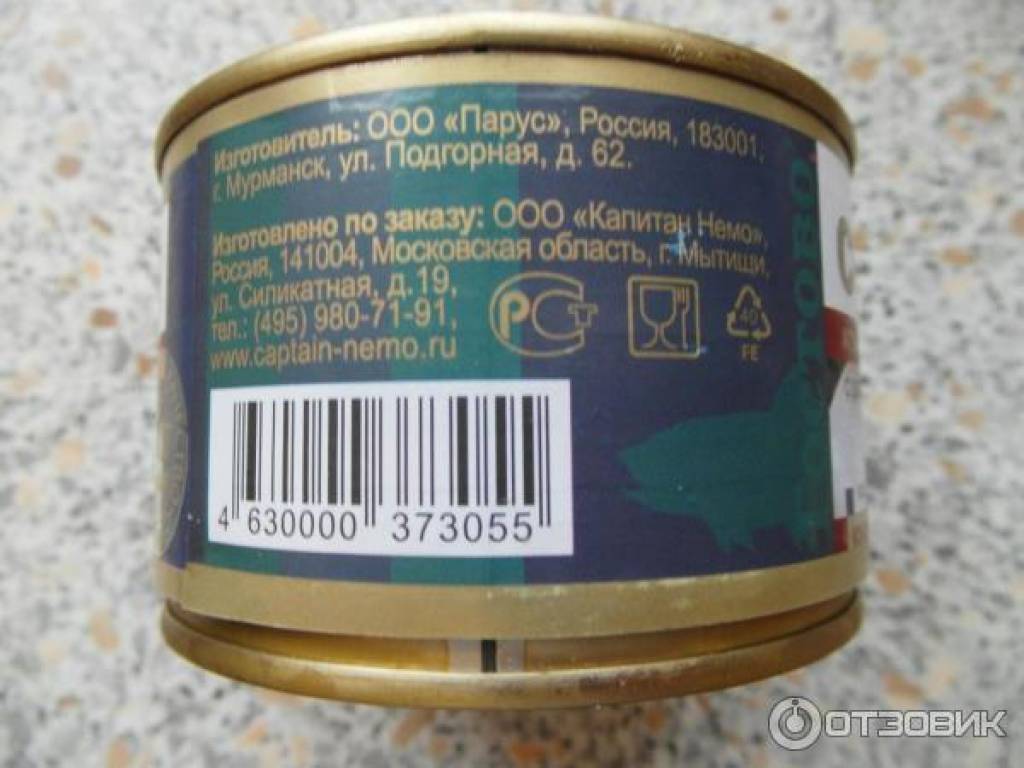 Изготовитель: ООО «Парус», Россия, 183001.
г. Мурманск, ул. Подгорная, д. 62.
Изготовлено по заказу: ООО «Капитан Немо»,
Россия, 141004, Московская область, г. Мытищи,
ул. Силикатная, д.19,
тел.: (495) 980-71-91,
www.captain-nemo.ru
РСТ
40
FE
4 630000 373055
ОТЗОВИК